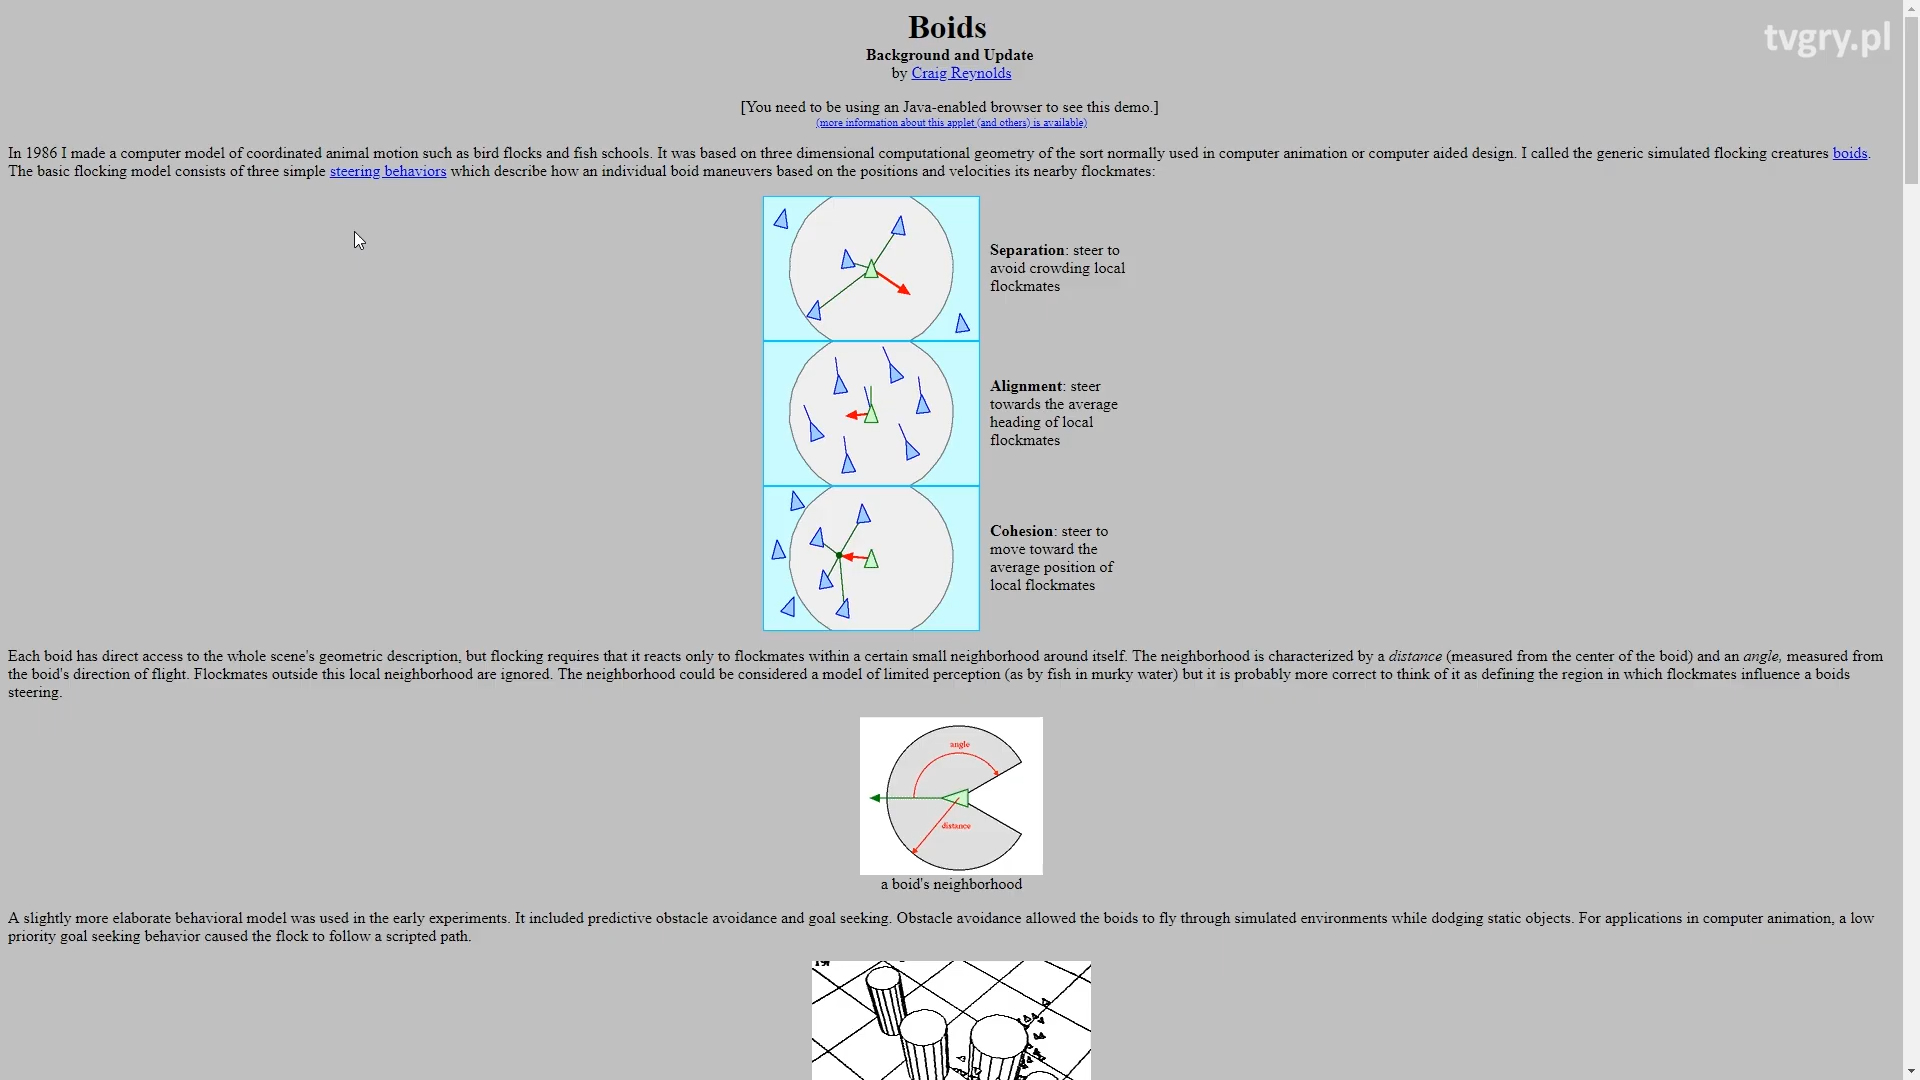 Boids
Background and Update
by Craig Reynolds
tvgry.pl
[You need to be using an Java-enabled browser to see this demo.]
(more information about this applet (and others) is available)
In 1986 I made a computer model of coordinated animal motion such as bird flocks and fish schools. It was based on three dimensional computational geometry of the sort normally used in computer animation or computer aided design. I called the generic simulated flocking creatures boids.
The basic flocking model consists of three simple steering behaviors which describe how an individual boid maneuvers based on the positions and velocities its nearby flockmates:
Separation: steer to
avoid crowding local
flockmates
Alignment: steer
towards the average
heading of local
flockmates
Cohesion: steer to
move toward the
average position of
local flockmates
Each boid has direct access to the whole scene's geometric description, but flocking requires that it reacts only to flockmates within a certain small neighborhood around itself. The neighborhood is characterized by a distance (measured from the center of the boid) and an angle, measured from
the boid's direction of flight. Flockmates outside this local neighborhood are ignored. The neighborhood could be considered a model of limited perception (as by fish in murky water) but it is probably more correct to think of it as defining the region in which flockmates influence a boids
steering.
angle
distance
a boid's neighborhood
A slightly more elaborate behavioral model was used in the early experiments. It included predictive obstacle avoidance and goal seeking. Obstacle avoidance allowed the boids to fly through simulated environments while dodging static objects. For applications in computer animation, a low
priority goal seeking behavior caused the flock to follow a scripted path.